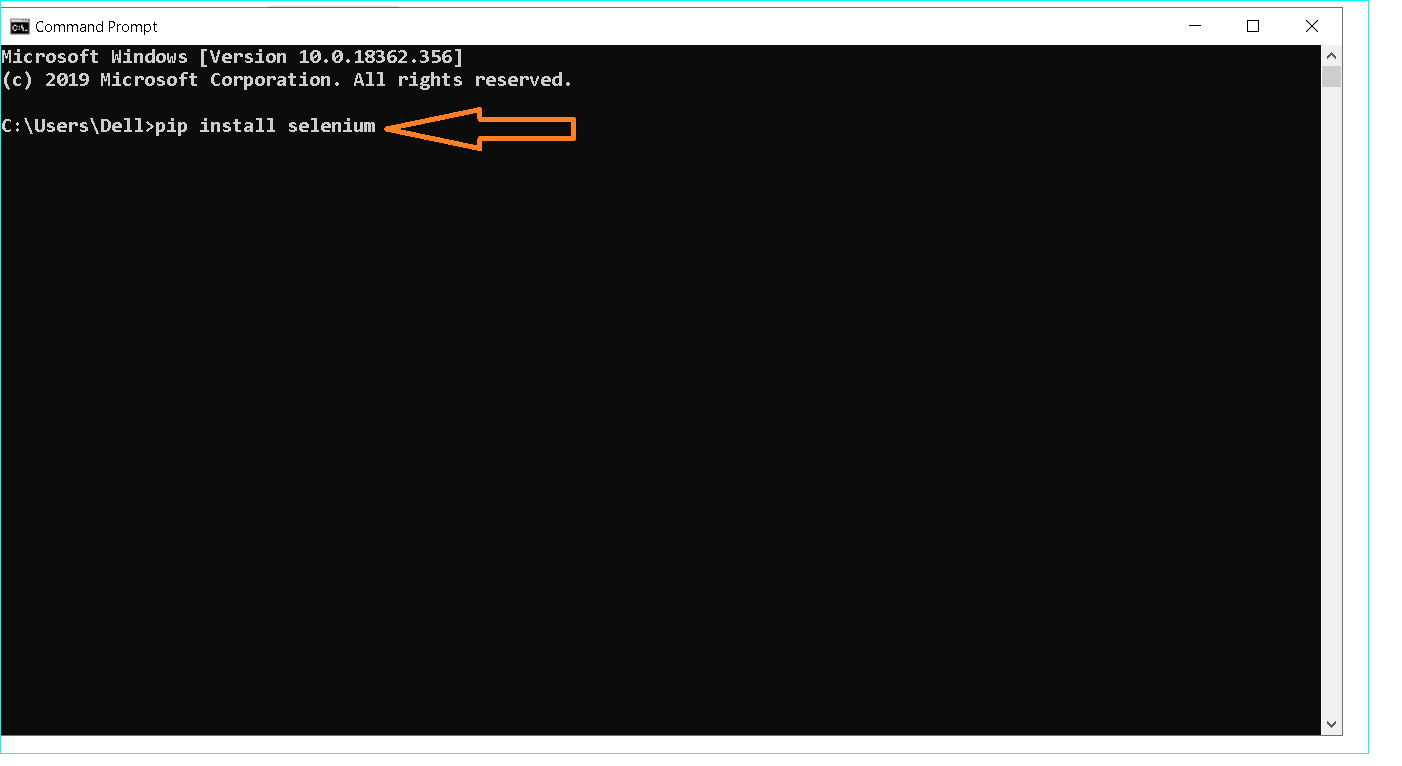 Command Prompt
Microsoft Windows [Version 10.0.18362.356]
(c) 2019 Microsoft Corporation. All rights reserved.
C:\Users\Dell>pip install selenium